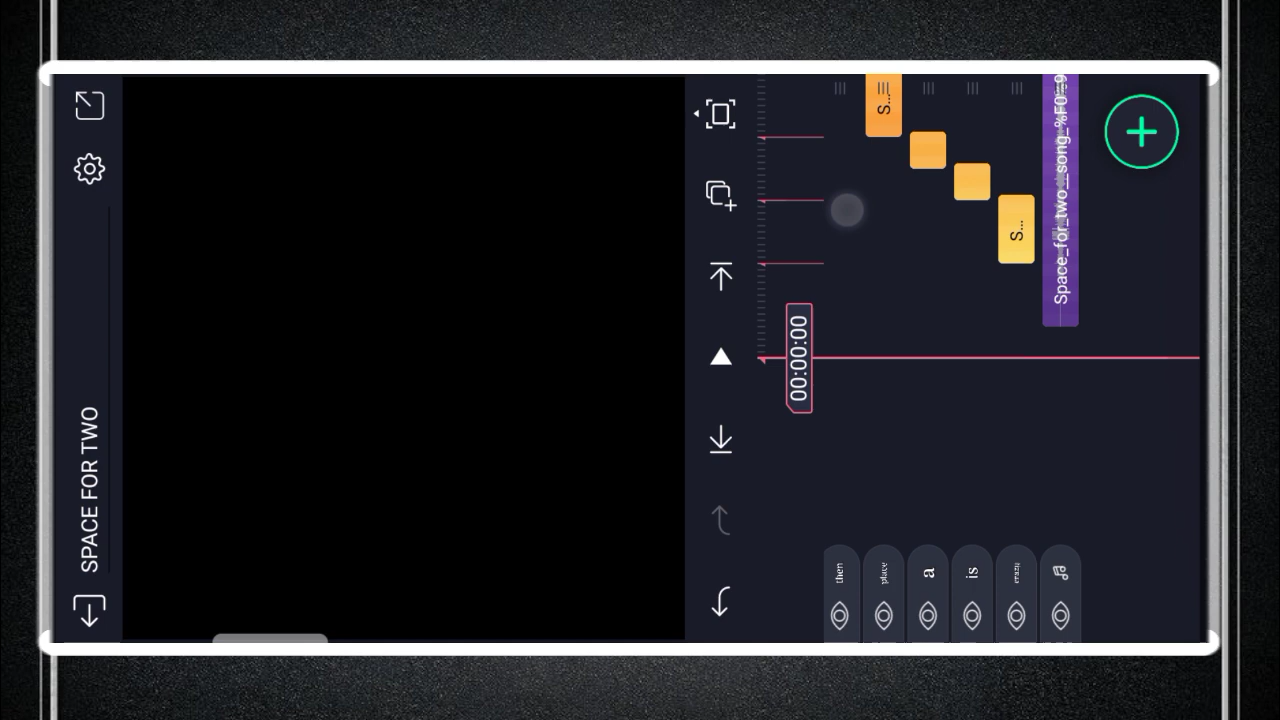 SPACE FOR TWO
00:00:00
then
place
a
is
crazy
S...
S...
Space_for_two__song_%F0%9